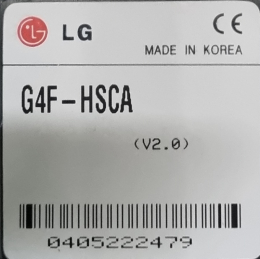 LG CE
MADE IN KOREA
G4F-HSCA
(V2.0)
0405222479